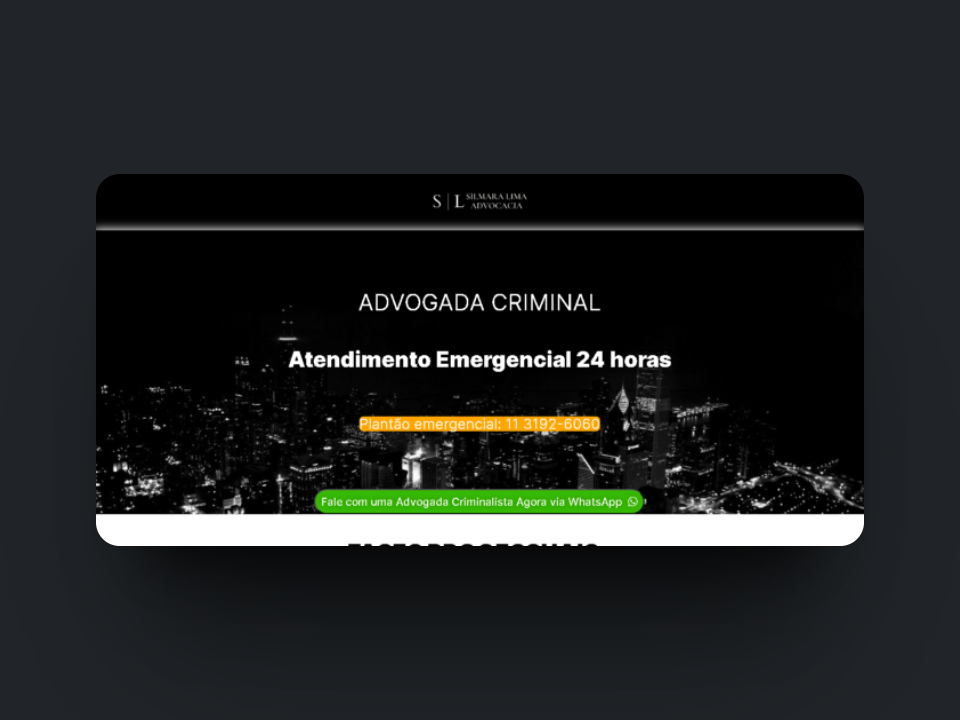 S | L SILMARA LIMA
ADVOCACIA
ADVOGADA CRIMINAL
Atendimento Emergencial 24 horas
Plantão emergencial: 11 3192-6060
Fale com uma Advogada Criminalista Agora via WhatsApp